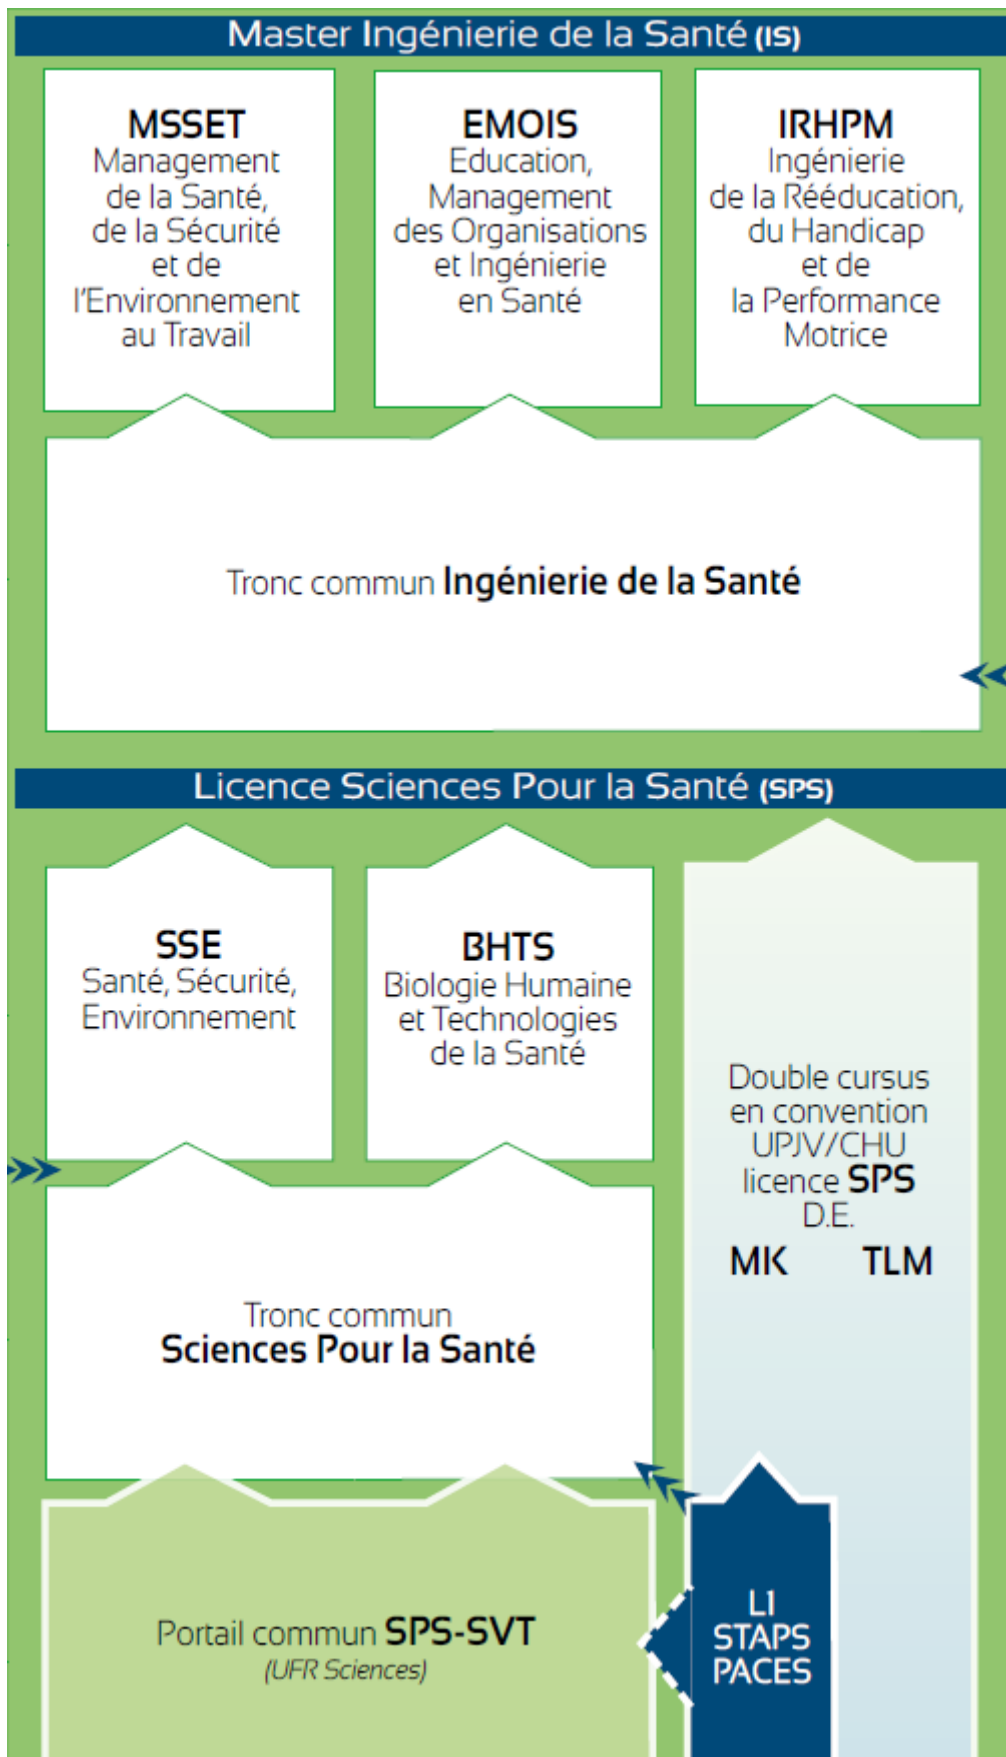 Master Ingénierie de la Santé (IS)
MSSET
Management
de la Santé,
de la Sécurité
et de
l'Environnement
au Travail
EMOIS
Education,
Management
des Organisations
et Ingénierie
en Santé
IRHPM
Ingénierie
de la Rééducation,
du Handicap
et de
la Performance
Motrice
Tronc commun Ingénierie de la Santé
Licence Sciences Pour la Santé (SPS)
SSE
Santé, Sécurité,
Environnement
BHTS
Biologie Humaine
et Technologies
de la Santé
Double cursus
en convention
UPJV/CHU
licence SPS
D.E.
MK TLM
Tronc commun
Sciences Pour la Santé
Portail commun SPS-SVT
(UFR Sciences)
L1
STAPS
PACES